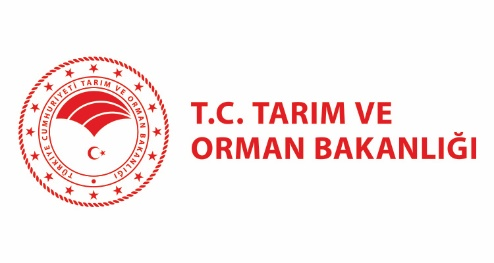 TÜRKİYE CUMHURİYETİ TARIM VE ORMAN BAKANLIĞI
T.C. TARIM VE
ORMAN BAKANLIĞI